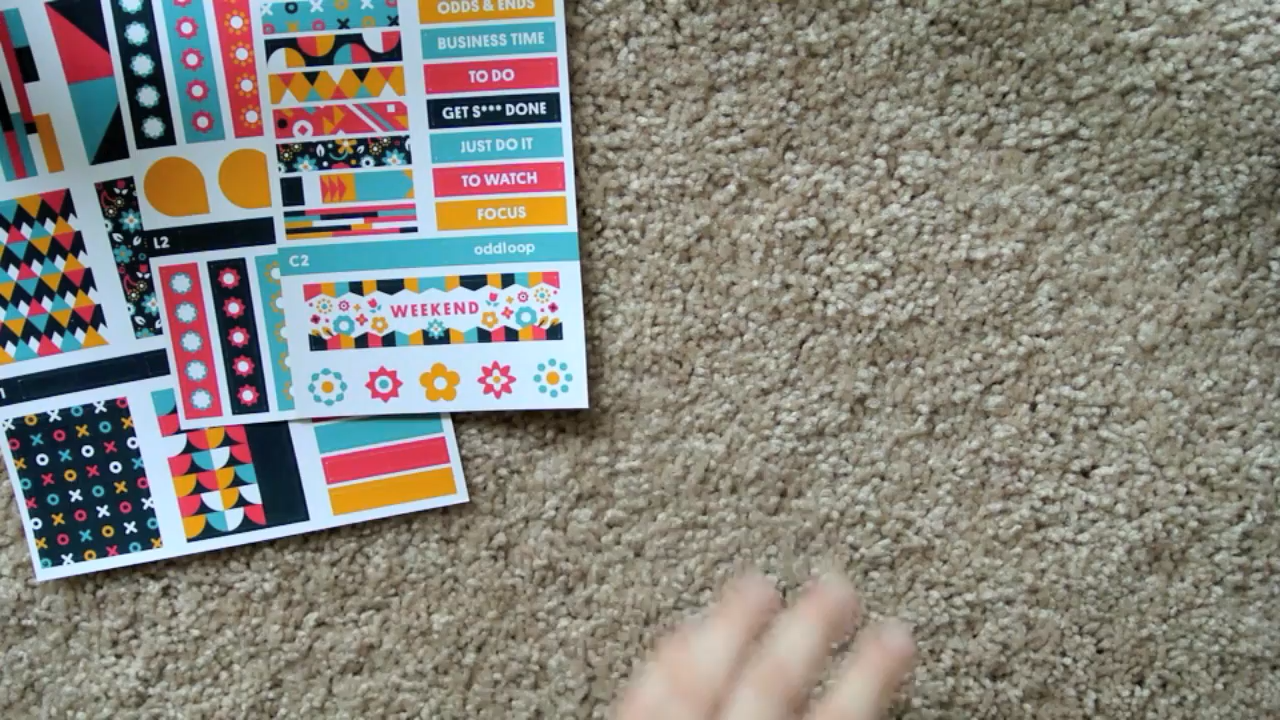 ODDS & ENDS
BUSINESS TIME
TO DO
GET S*** DONE
JUST DO IT
TO WATCH
FOCUS
L2
C2 oddloop
WEEKEND